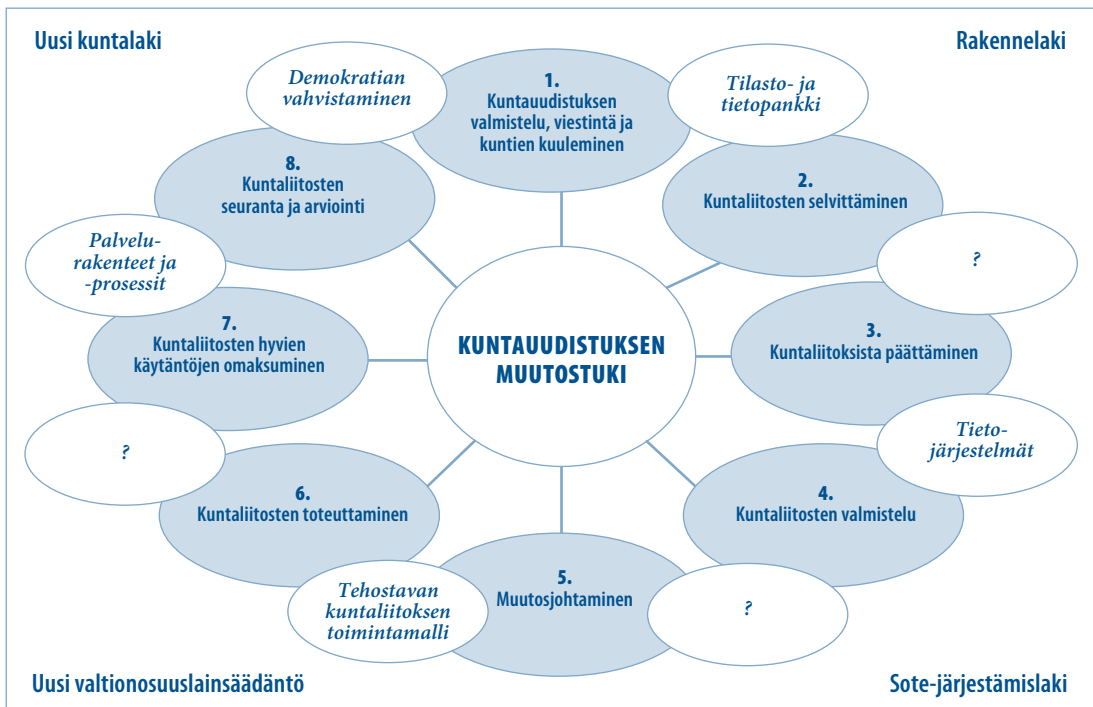 Uusi kuntalaki
Rakennelaki
Demokratian
vahvistaminen
1.
Kuntauudistuksen
valmistelu, viestintä ja
kuntien kuuleminen
Tilasto- ja
tietopankki
2.
Kuntaliitosten selvittäminen
?
3.
Kuntaliitoksista päättäminen
Tieto-
järjestelmät
4.
Kuntaliitosten valmistelu
?
5.
Muutosjohtaminen
Tehostavan
kuntaliitoksen
toimintamalli
6.
Kuntaliitosten toteuttaminen
?
7.
Kuntaliitosten hyvien
käytäntöjen omaksuminen
Palvelu-
rakenteet ja
-prosessit
8.
Kuntaliitosten
seuranta ja arviointi
KUNTAUUDISTUKSEN
MUUTOSTUKI
Uusi valtionosuuslainsäädäntö
Sote-järjestämislaki